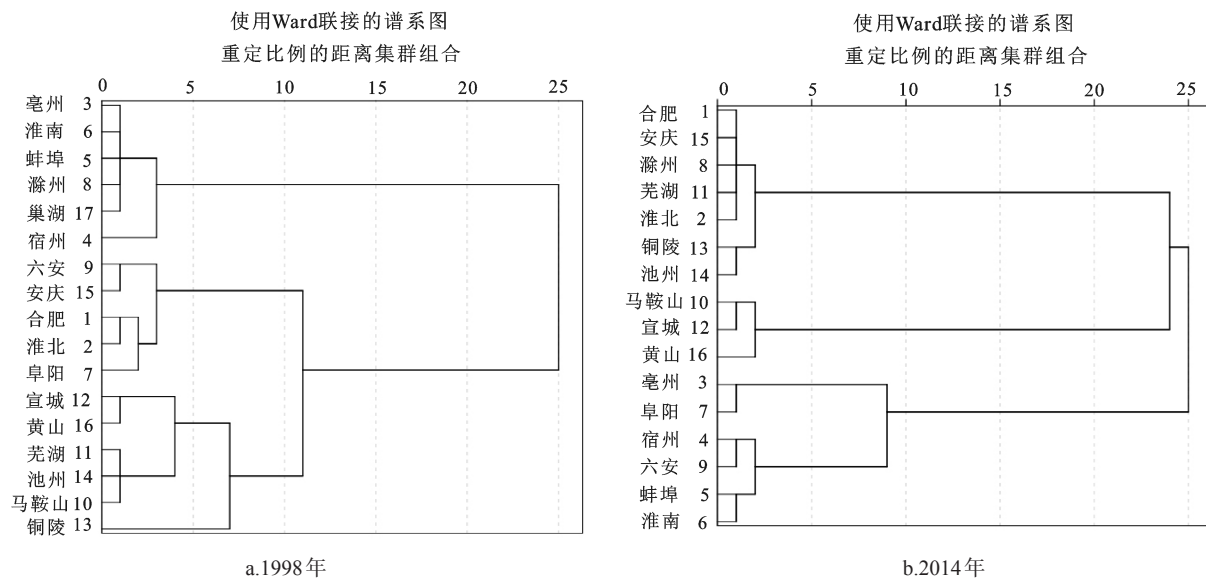 使用Ward联接的谱系图
重定比例的距离集群组合
0 5 10 15 20 25
亳州 3
淮南 6
蚌埠 5
滁州 8
巢湖 17
宿州 4
六安 9
安庆 15
合肥 1
淮北 2
阜阳 7
宣城 12
黄山 16
芜湖 11
池州 14
马鞍山 10
铜陵 13
a.1998年
使用Ward联接的谱系图
重定比例的距离集群组合
0 5 10 15 20 25
合肥 1
安庆 15
滁州 8
芜湖 11
淮北 2
铜陵 13
池州 14
马鞍山 10
宣城 12
黄山 16
亳州 3
阜阳 7
宿州 4
六安 9
蚌埠 5
淮南 6
b.2014年